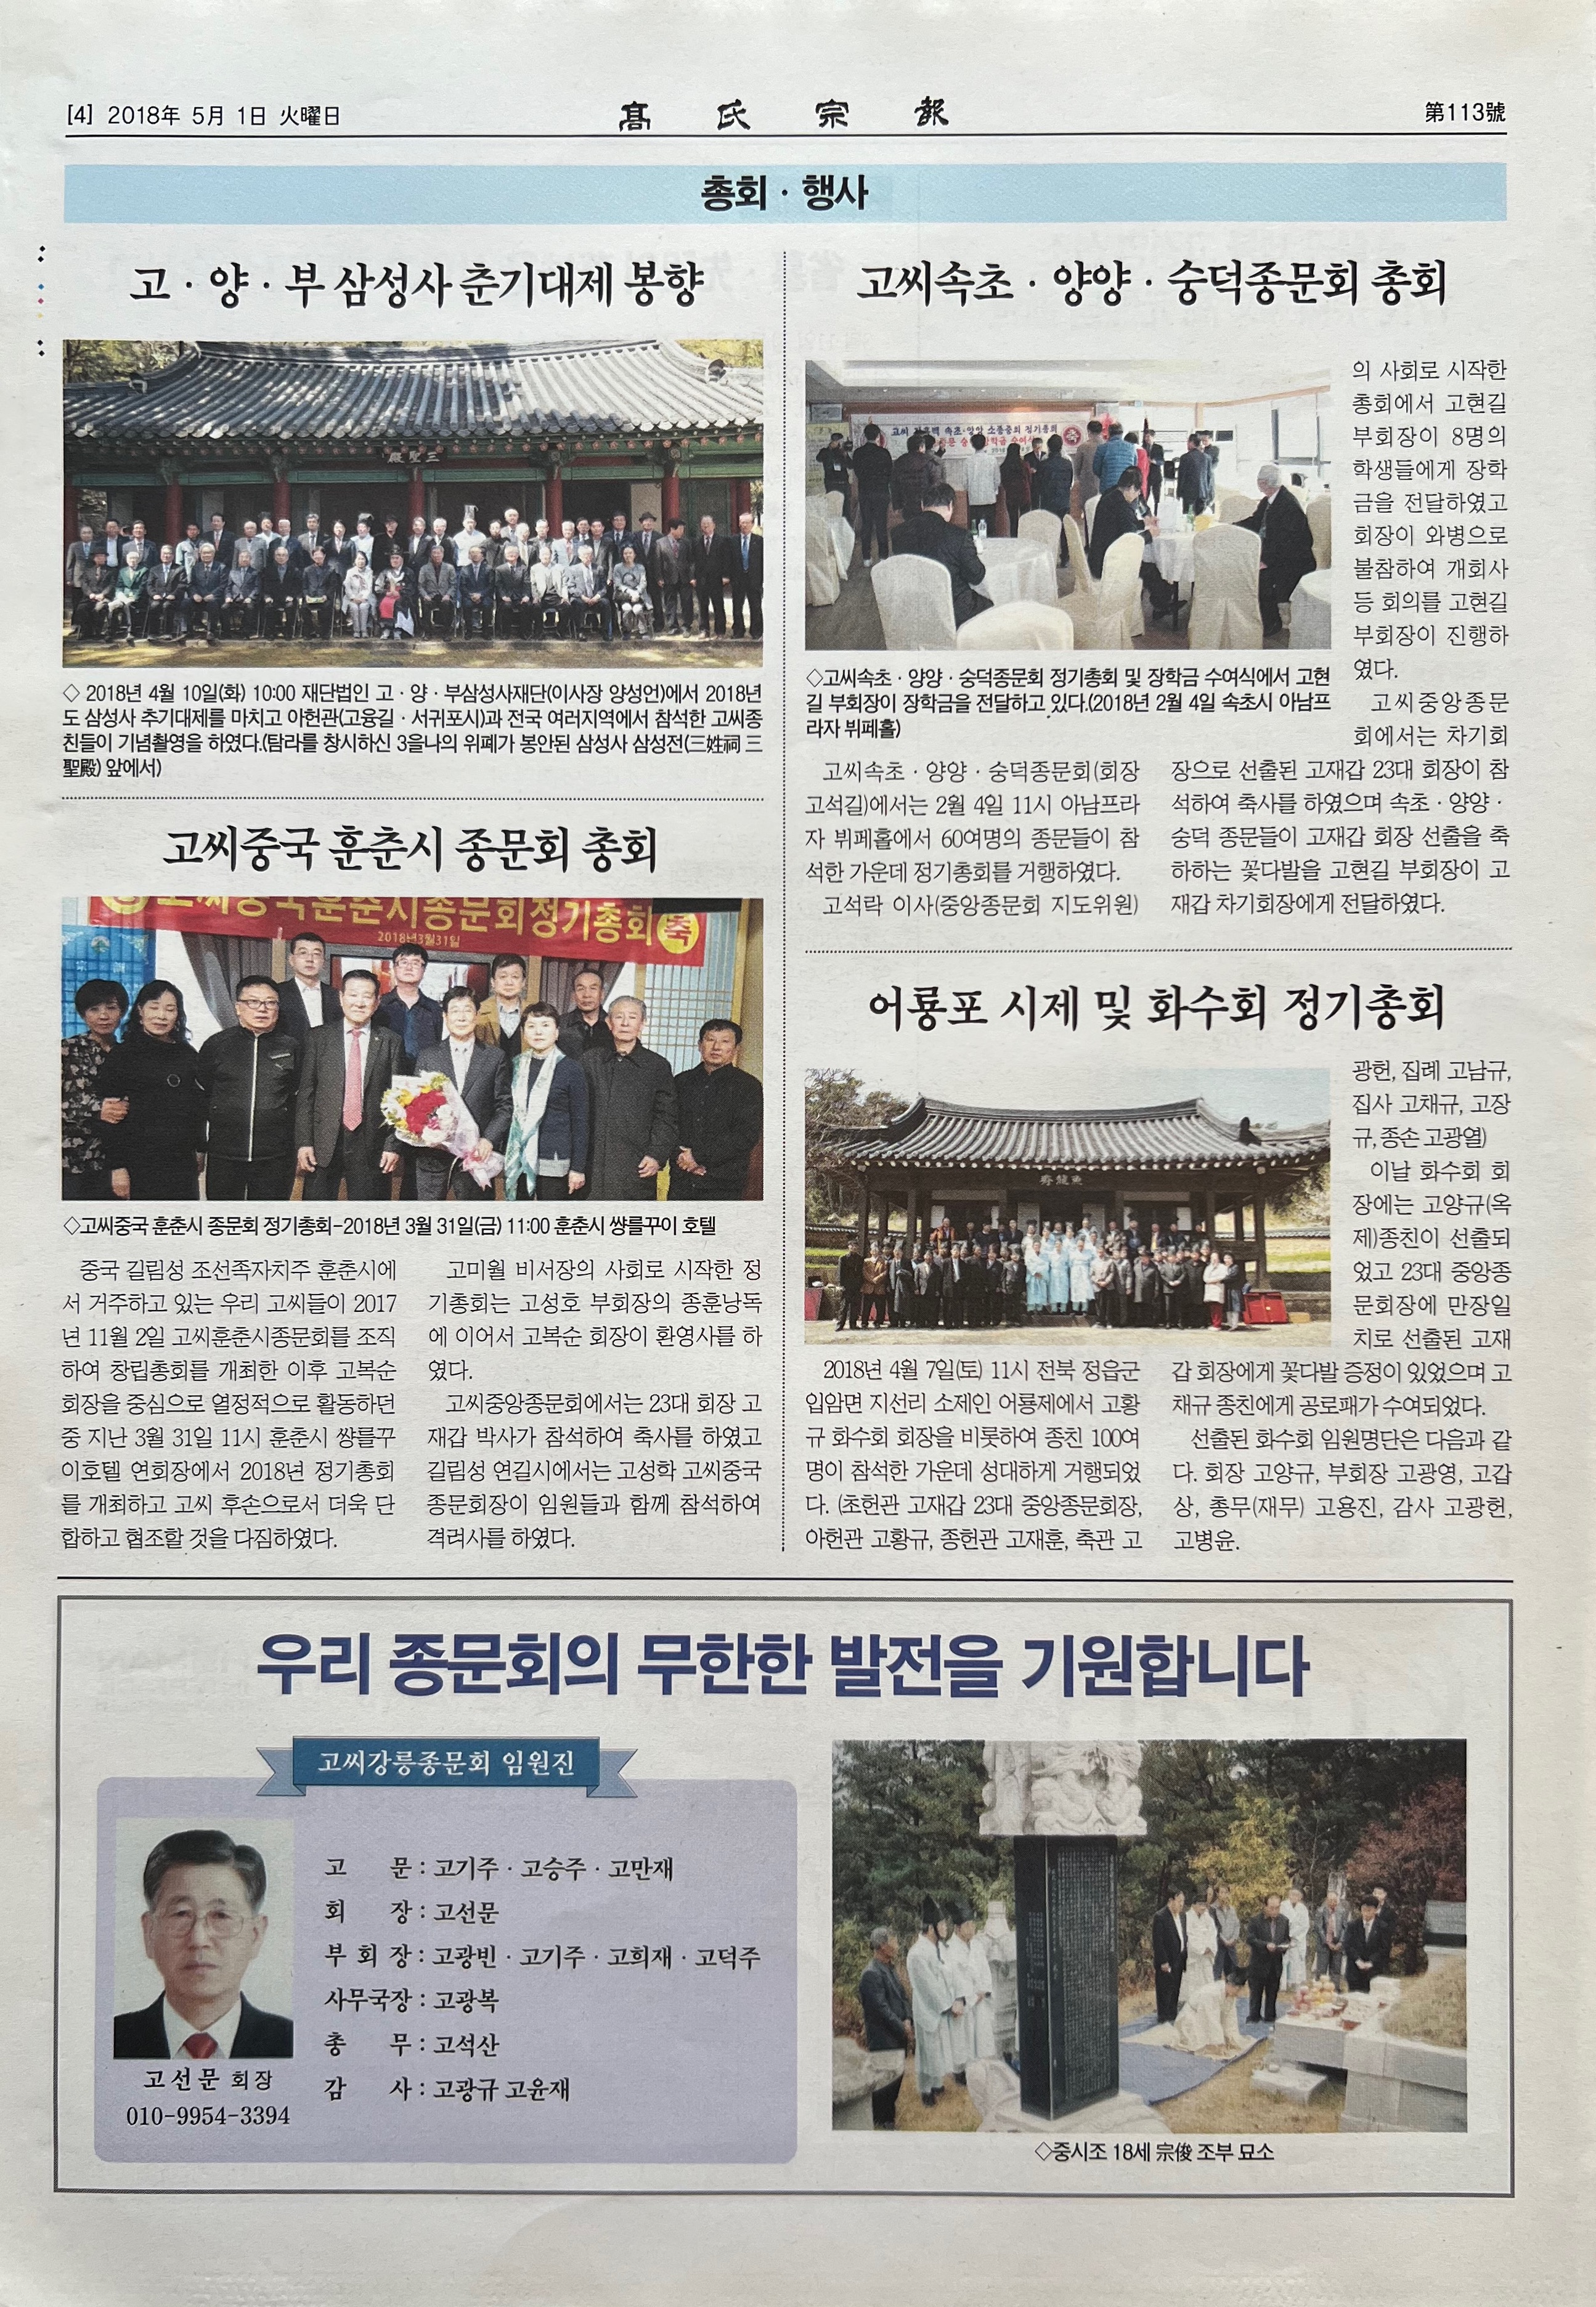 [4] 2018年 5月 1日 火曜日
髙氏宗報
第113號
총회 · 행사
고 · 양 · 부 삼성사 춘기대제 봉향
三聖殿
◇ 2018년 4월 10일(화) 10:00 재단법인 고 · 양 · 부삼성사재단(이사장 양성언)에서 2018년
도 삼성사 추기대제를 마치고 아헌관(고융길 · 서귀포시)과 전국 여러지역에서 참석한 고씨종
친들이 기념촬영을 하였다.(탐라를 창시하신 3을나의 위폐가 봉안된 삼성사 삼성전(三姓祠 三
聖殿) 앞에서)
고씨중국 훈춘시 종문회 총회
고씨중국훈춘시종문회정기총회 축
2018년3월31일
◇고씨중국 훈춘시 종문회 정기총회-2018년 3월 31일(금) 11:00 훈춘시 썅를꾸이 호텔
중국 길림성 조선족자치주 훈춘시에
서 거주하고 있는 우리 고씨들이 2017
년 11월 2일 고씨훈춘시종문회를 조직
하여 창립총회를 개최한 이후 고복순
회장을 중심으로 열정적으로 활동하던
중 지난 3월 31일 11시 훈춘시 썅를꾸
이호텔 연회장에서 2018년 정기총회
를 개최하고 고씨 후손으로서 더욱 단
합하고 협조할 것을 다짐하였다.
고미월 비서장의 사회로 시작한 정
기총회는 고성호 부회장의 종훈낭독
에 이어서 고복순 회장이 환영사를 하
였다.
고씨중앙종문회에서는 23대 회장 고
재갑 박사가 참석하여 축사를 하였고
길림성 연길시에서는 고성학 고씨중국
종문회장이 임원들과 함께 참석하여
격려사를 하였다.
고씨속초 · 양양 · 숭덕종문회 총회
◇고씨속초 · 양양 · 숭덕종문회 정기총회 및 장학금 수여식에서 고현
길 부회장이 장학금을 전달하고 있다.(2018년 2월 4일 속초시 아남프
라자 뷔페홀)
고씨속초 · 양양 · 숭덕종문회(회장
고석길)에서는 2월 4일 11시 아남프라
자 뷔페홀에서 60여명의 종문들이 참
석한 가운데 정기총회를 거행하였다.
고석락 이사(중앙종문회 지도위원)
의 사회로 시작한
총회에서 고현길
부회장이 8명의
학생들에게 장학
금을 전달하였고
회장이 와병으로
불참하여 개회사
등 회의를 고현길
부회장이 진행하
였다.
고씨중앙종문
회에서는 차기회
장으로 선출된 고재갑 23대 회장이 참
석하여 축사를 하였으며 속초 · 양양 ·
숭덕 종문들이 고재갑 회장 선출을 축
하하는 꽃다발을 고현길 부회장이 고
재갑 차기회장에게 전달하였다.
어룡포 시제 및 화수회 정기총회
2018년 4월 7일(토) 11시 전북 정읍군
입암면 지선리 소제인 어룡제에서 고황
규 화수회 회장을 비롯하여 종친 100여
명이 참석한 가운데 성대하게 거행되었
다. (초헌관 고재갑 23대 중앙종문회장,
아헌관 고황규, 종헌관 고재훈, 축관 고
광헌, 집례 고남규,
집사 고채규, 고장
규, 종손 고광열)
이날 화수회 회
장에는 고양규(옥
제)종친이 선출되
었고 23대 중앙종
문회장에 만장일
치로 선출된 고재
갑 회장에게 꽃다발 증정이 있었으며 고
채규 종친에게 공로패가 수여되었다.
선출된 화수회 임원명단은 다음과 같
다. 회장 고양규, 부회장 고광영, 고갑
상, 총무(재무) 고용진, 감사 고광헌,
고병윤.
우리 종문회의 무한한 발전을 기원합니다
고씨강릉종문회 임원진
고 문 : 고기주 · 고승주 · 고만재
회 장 : 고선문
부 회 장 : 고광빈 · 고기주 · 고희재 · 고덕주
사무국장 : 고광복
총 무 : 고석산
감 사 : 고광규 고윤재
고선문 회장
010-9954-3394
◇중시조 18세 宗俊 조부 묘소